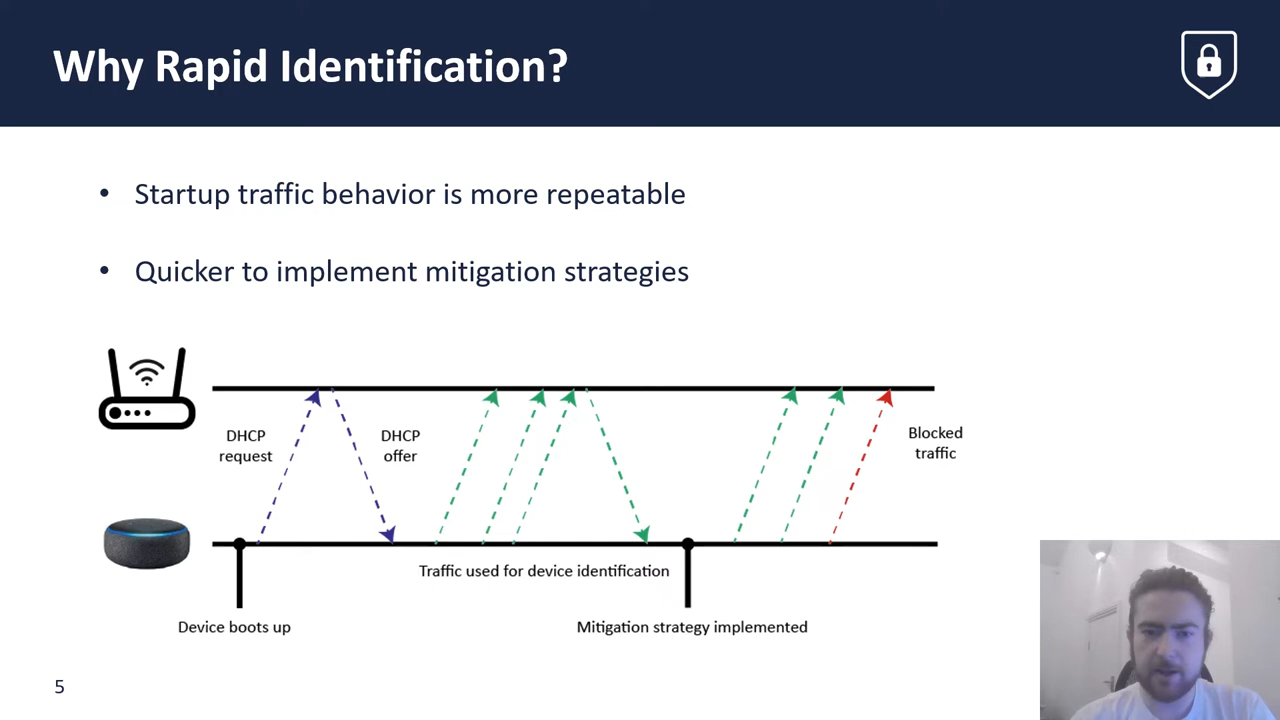 Why Rapid Identification?
• Startup traffic behavior is more repeatable
• Quicker to implement mitigation strategies
DHCP
request
DHCP
offer
Blocked
traffic
Traffic used for device identification
Device boots up
Mitigation strategy implemented
5